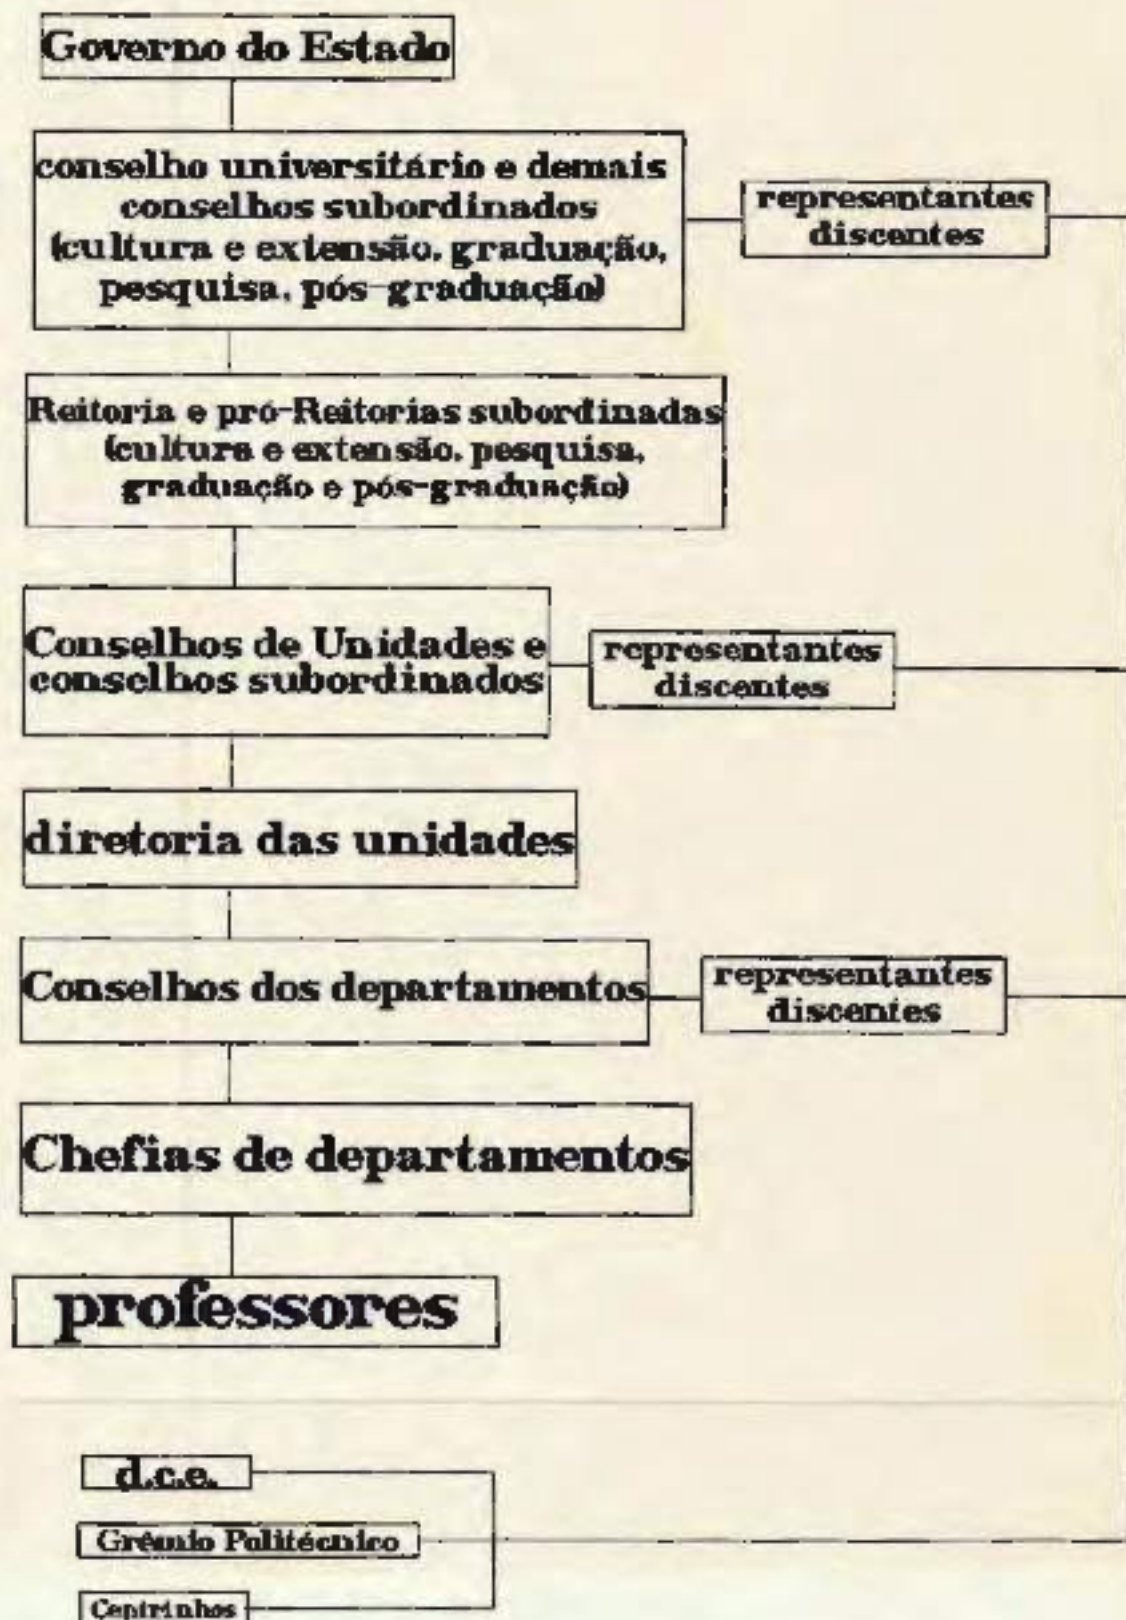 Governo do Estado
conselho universitário e demais
conselhos subordinados
(cultura e extensão, graduação,
pesquisa, pós-graduação)
representantes
discentes
Reitoria e pró-Reitorias subordinadas
(cultura e extensão, pesquisa,
graduação e pós-graduação)
Conselhos de Unidades e
conselhos subordinados
representantes
discentes
diretoria das unidades
Conselhos dos departamentos
representantes
discentes
Chefias de departamentos
professores
d.c.e.
Grêmio Politécnico
Centrinhos